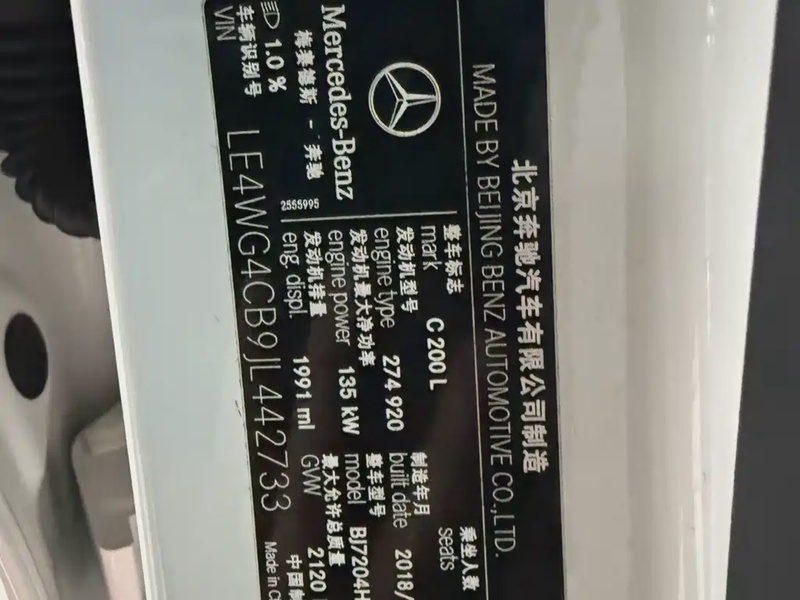 北京奔驰汽车有限公司制造
MADE BY BEIJING BENZ AUTOMOTIVE CO.,LTD.
Mercedes-Benz
梅赛德斯-奔驰
1.0 %
2555995
整车标志
mark
C 200 L
乘坐人数
seats
发动机型号
engine type
274 920
制造年月
built date
2018/
发动机最大净功率
engine power
135 kW
整车型号
model
BJ7204H
发动机排量
eng. displ.
1991 ml
最大允许总质量
GVW
2120
车辆识别号
VIN
LE4WG4CB9JL442733
中国制
Made in C